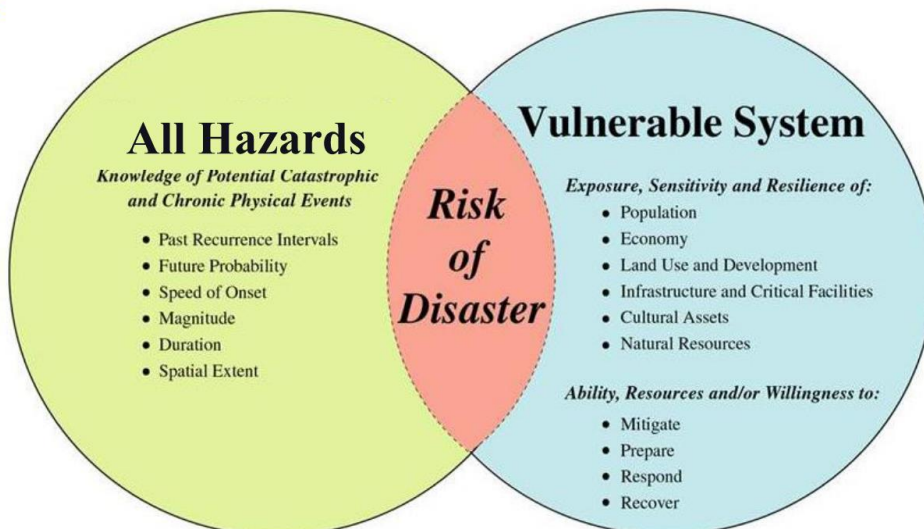 All Hazards
Knowledge of Potential Catastrophic
and Chronic Physical Events
• Past Recurrence Intervals
• Future Probability
• Speed of Onset
• Magnitude
• Duration
• Spatial Extent
Risk
of
Disaster
Vulnerable System
Exposure, Sensitivity and Resilience of:
• Population
• Economy
• Land Use and Development
• Infrastructure and Critical Facilities
• Cultural Assets
• Natural Resources
Ability, Resources and/or Willingness to:
• Mitigate
• Prepare
• Respond
• Recover